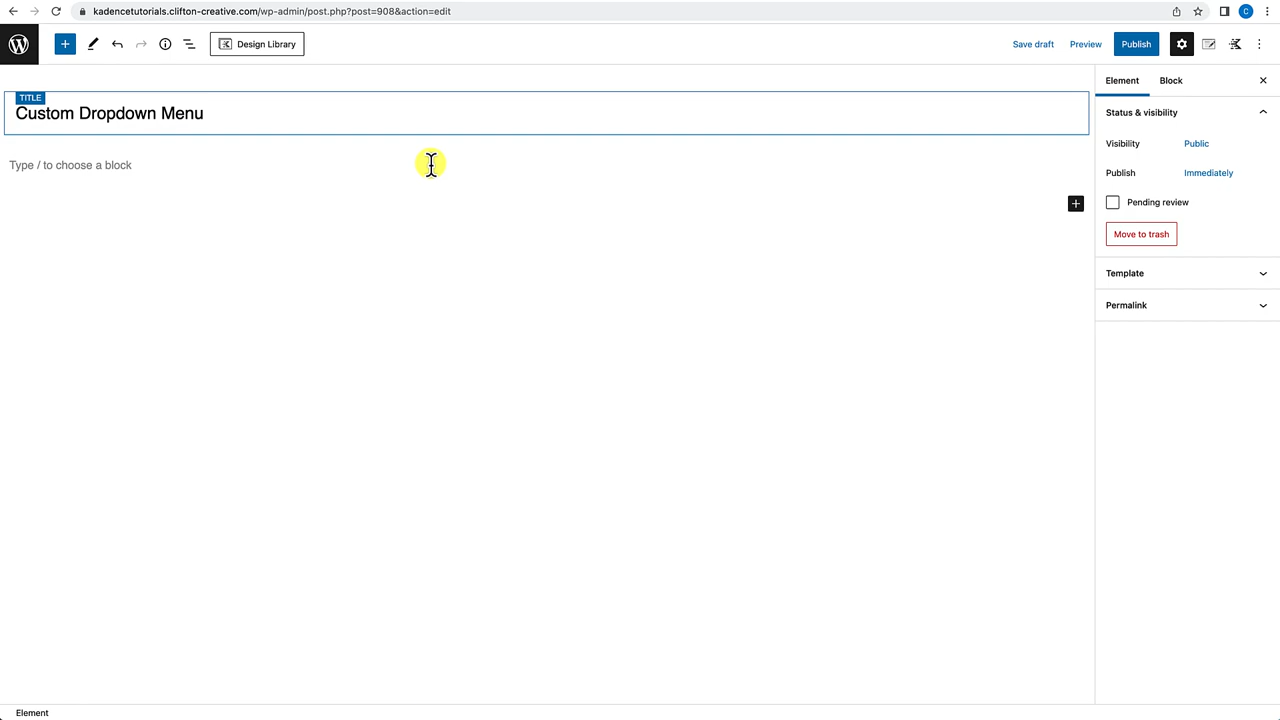 kadencetutorials.clifton-creative.com/wp-admin/post.php?post=908&action=edit
C
Design Library
Save draft
Preview
Publish
Element
Block
TITLE
Custom Dropdown Menu
Type / to choose a block
Status & visibility
Visibility
Public
Publish
Immediately
Pending review
Move to trash
Template
Permalink
Element